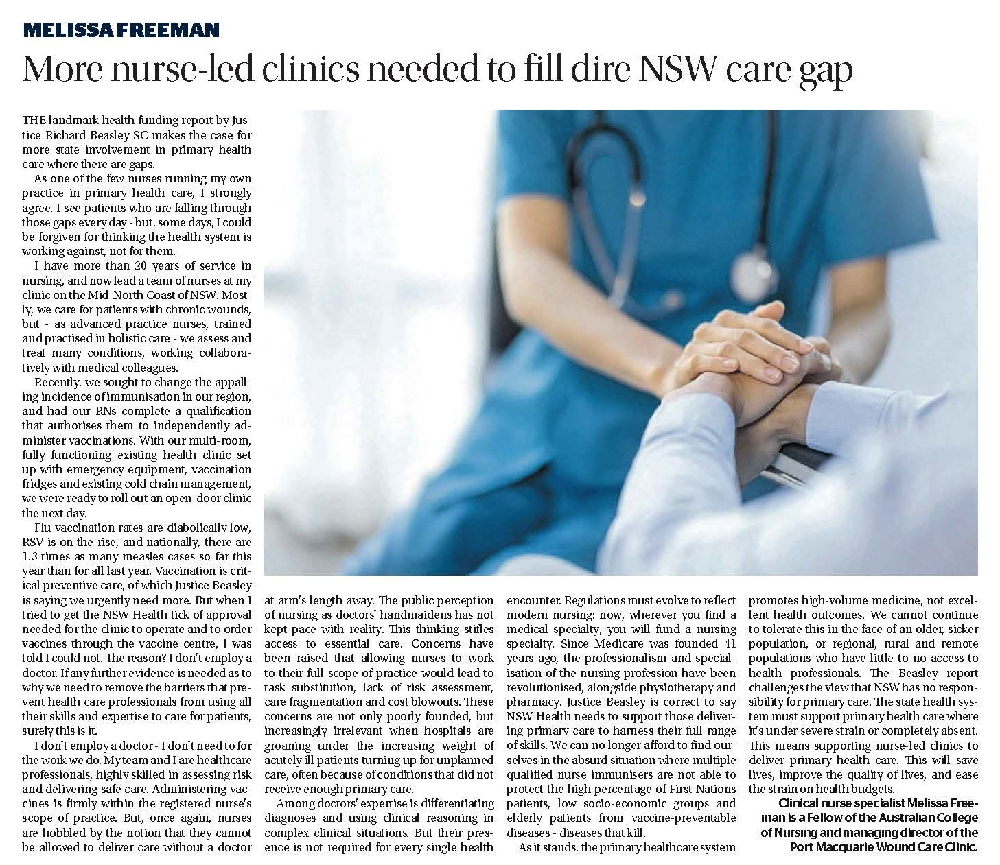 MELISSA FREEMAN
More nurse-led clinics needed to fill dire NSW care gap
THE landmark health funding report by Jus-
tice Richard Beasley SC makes the case for
more state involvement in primary health
care where there are gaps.
As one of the few nurses running my own
practice in primary health care, I strongly
agree. I see patients who are falling through
those gaps every day - but, some days, I could
be forgiven for thinking the health system is
working against, not for them.
I have more than 20 years of service in
nursing, and now lead a team of nurses at my
clinic on the Mid-North Coast of NSW. Most-
ly, we care for patients with chronic wounds,
but - as advanced practice nurses, trained
and practised in holistic care - we assess and
treat many conditions, working collabora-
tively with medical colleagues.
Recently, we sought to change the appall-
ing incidence of immunisation in our region,
and had our RNs complete a qualification
that authorises them to independently ad-
minister vaccinations. With our multi-room,
fully functioning existing health clinic set
up with emergency equipment, vaccination
fridges and existing cold chain management,
we were ready to roll out an open-door clinic
the next day.
Flu vaccination rates are diabolically low,
RSV is on the rise, and nationally, there are
1.3 times as many measles cases so far this
year than for all last year. Vaccination is crit-
ical preventive care, of which Justice Beasley
is saying we urgently need more. But when I
tried to get the NSW Health tick of approval
needed for the clinic to operate and to order
vaccines through the vaccine centre, I was
told I could not. The reason? I don't employ a
doctor. If any further evidence is needed as to
why we need to remove the barriers that pre-
vent health care professionals from using all
their skills and expertise to care for patients,
surely this is it.
I don't employ a doctor - I don't need to for
the work we do. My team and I are healthcare
professionals, highly skilled in assessing risk
and delivering safe care. Administering vac-
cines is firmly within the registered nurse's
scope of practice. But, once again, nurses
are hobbled by the notion that they cannot
be allowed to deliver care without a doctor
at arm's length away. The public perception
of nursing as doctors' handmaidens has not
kept pace with reality. This thinking stifles
access to essential care. Concerns have
been raised that allowing nurses to work
to their full scope of practice would lead to
task substitution, lack of risk assessment,
care fragmentation and cost blowouts. These
concerns are not only poorly founded, but
increasingly irrelevant when hospitals are
groaning under the increasing weight of
acutely ill patients turning up for unplanned
care, often because of conditions that did not
receive enough primary care.
Among doctors' expertise is differentiating
diagnoses and using clinical reasoning in
complex clinical situations. But their pres-
ence is not required for every single health
encounter. Regulations must evolve to reflect
modern nursing: now, wherever you find a
medical specialty, you will fund a nursing
specialty. Since Medicare was founded 41
years ago, the professionalism and special-
isation of the nursing profession have been
revolutionised, alongside physiotherapy and
pharmacy. Justice Beasley is correct to say
NSW Health needs to support those deliver-
ing primary care to harness their full range
of skills. We can no longer afford to find our-
selves in the absurd situation where multiple
qualified nurse immunisers are not able to
protect the high percentage of First Nations
patients, low socio-economic groups and
elderly patients from vaccine-preventable
diseases - diseases that kill.
As it stands, the primary healthcare system
promotes high-volume medicine, not excel-
lent health outcomes. We cannot continue
to tolerate this in the face of an older, sicker
population, or regional, rural and remote
populations who have little to no access to
health professionals. The Beasley report
challenges the view that NSW has no respon-
sibility for primary care. The state health sys-
tem must support primary health care where
it's under severe strain or completely absent.
This means supporting nurse-led clinics to
deliver primary health care. This will save
lives, improve the quality of lives, and ease
the strain on health budgets.
Clinical nurse specialist Melissa Free-
man is a Fellow of the Australian College
of Nursing and managing director of the
Port Macquarie Wound Care Clinic.